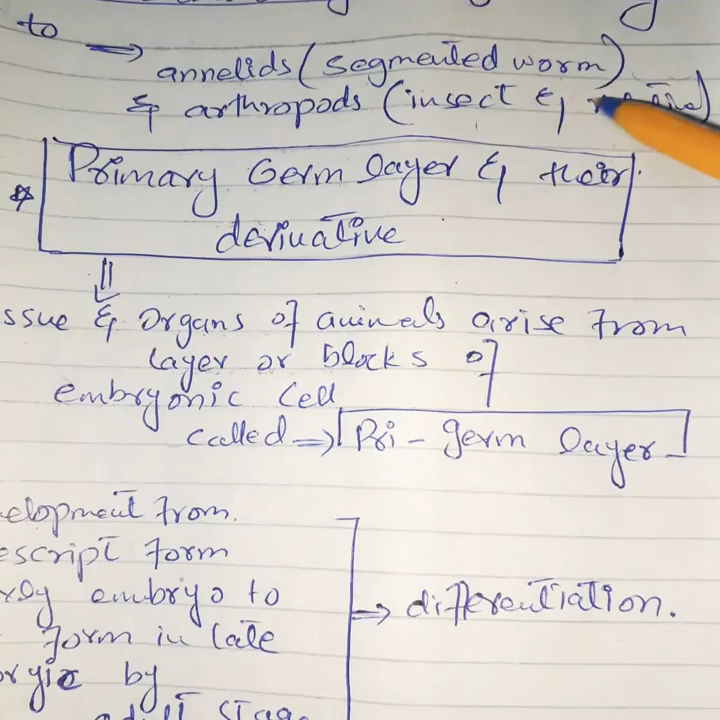 to
→ annelids (segmented worm)
& arthropods (insect &
Primary Germ layer & their
derivative
ssue & organs of animals arise from
layer or blocks of
embryonic cell
called ⇒ Pri - germ layer
elopment from
escript form
embryo to
⇒ differentiation.
form in late
by
adult stage